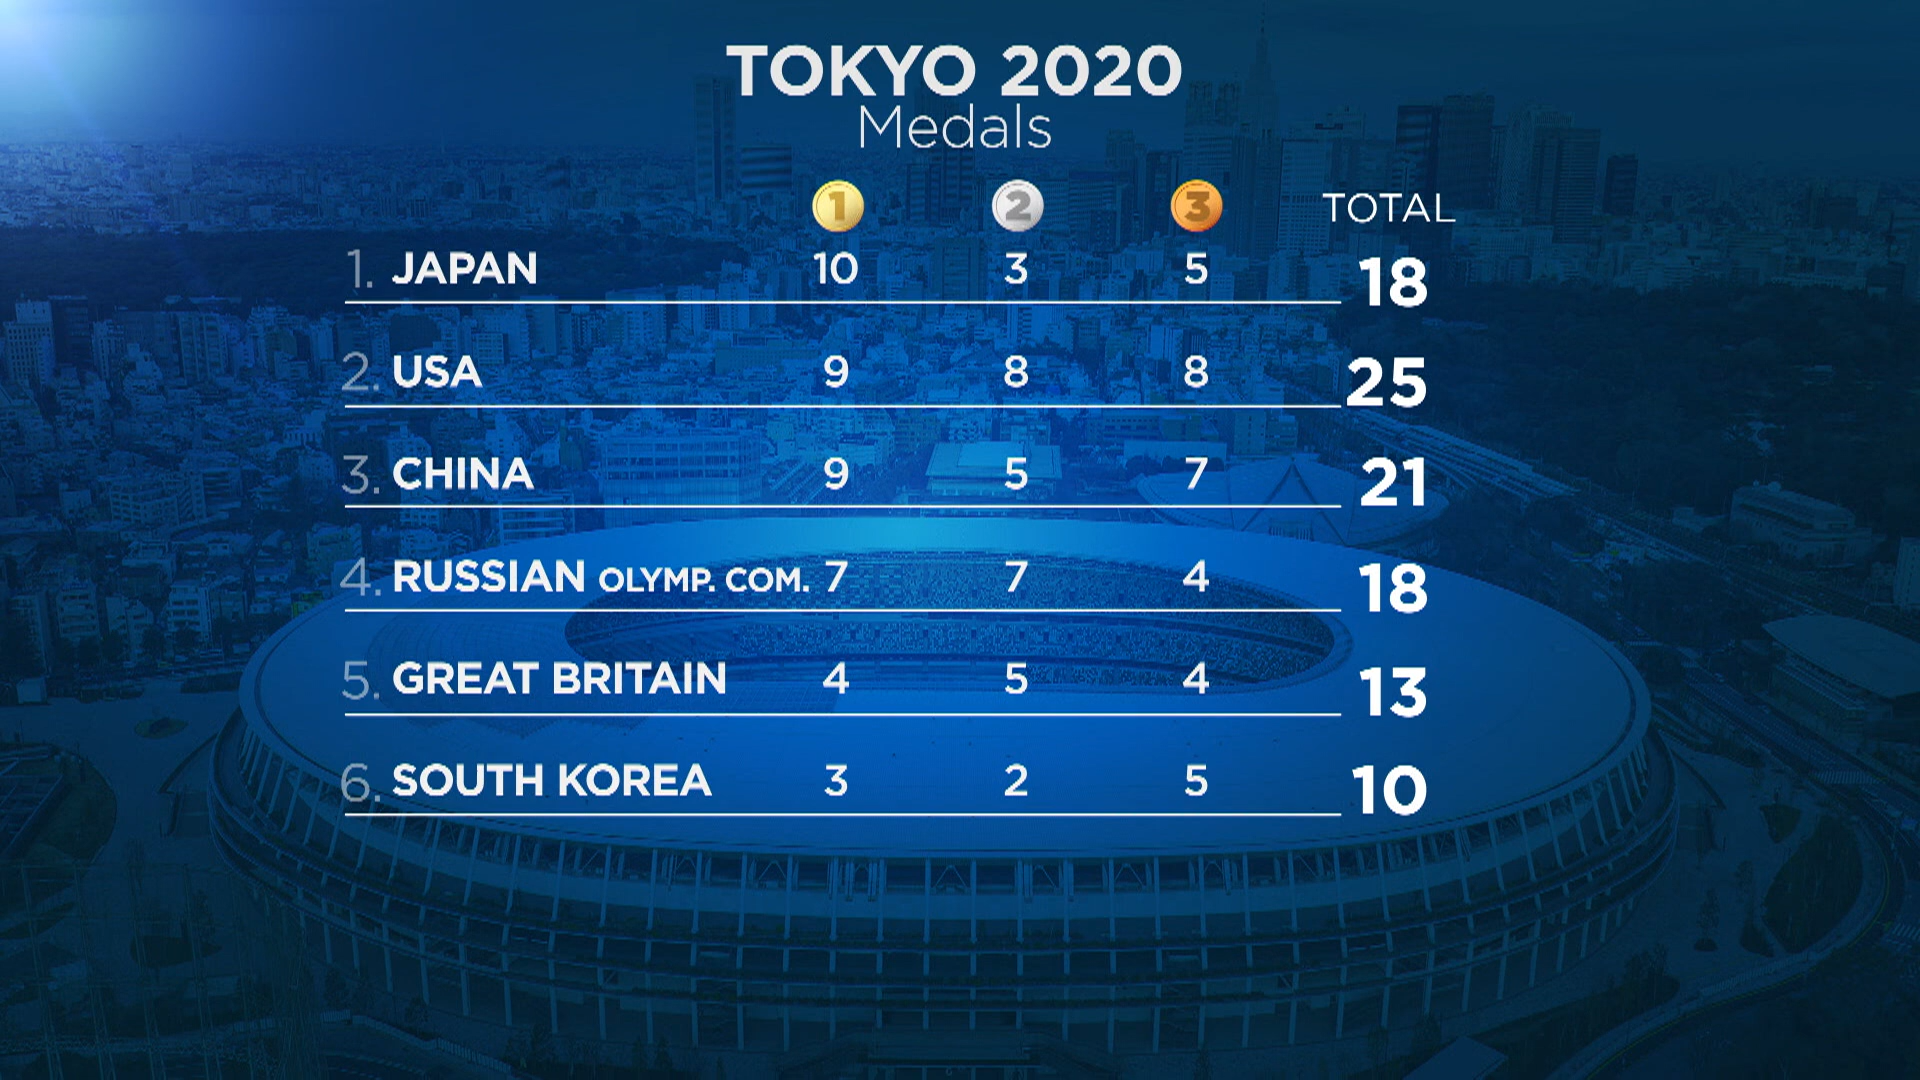 TOKYO 2020
Medals
1 2 3 TOTAL
1. JAPAN 10 3 5 18
2. USA 9 8 8 25
3. CHINA 9 5 7 21
4. RUSSIAN OLYMP. COM. 7 7 4 18
5. GREAT BRITAIN 4 5 4 13
6. SOUTH KOREA 3 2 5 10